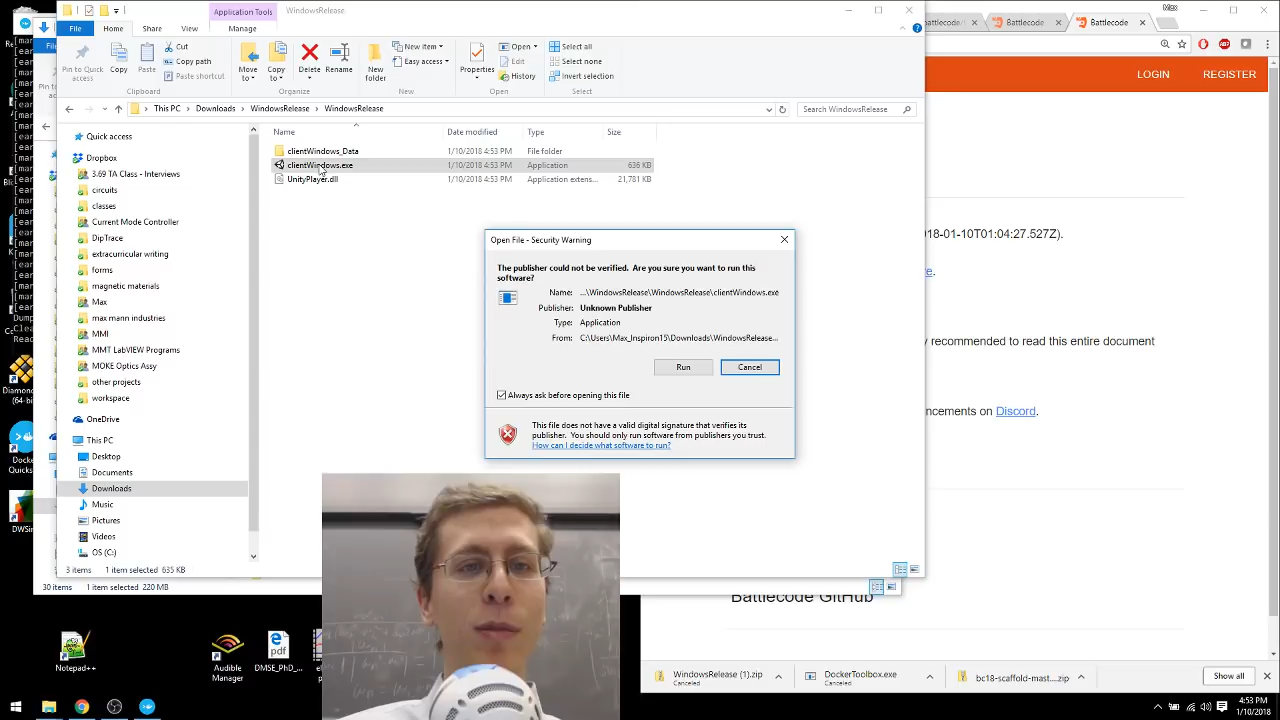 Application Tools
WindowsRelease
File
Home
Share
View
Manage
Pin to Quick access
Copy
Paste
Cut
Copy path
Paste shortcut
Clipboard
Move to
Copy to
Delete
Rename
Organize
New folder
New item
Easy access
New
Properties
Open
Edit
History
Open
Select all
Select none
Invert selection
Select
This PC > Downloads > WindowsRelease > WindowsRelease
Search WindowsRelease
Name
Date modified
Type
Size
clientWindows_Data 1/10/2018 4:53 PM File folder
clientWindows.exe 1/10/2018 4:53 PM Application 636 KB
UnityPlayer.dll 1/10/2018 4:53 PM Application extens... 21,781 KB
Quick access
Dropbox
3.69 TA Class - Interviews
circuits
classes
Current Mode Controller
DipTrace
extracurricular writing
forms
magnetic materials
Max
max mann industries
MMI
MMT LabVIEW Programs
MOKE Optics Assy
other projects
workspace
OneDrive
This PC
Desktop
Documents
Downloads
Music
Pictures
Videos
OS (C:)
3 items 1 item selected 635 KB
30 items 1 item selected 220 MB
Open File - Security Warning
The publisher could not be verified. Are you sure you want to run this
software?
Name: ...\WindowsRelease\WindowsRelease\clientWindows.exe
Publisher: Unknown Publisher
Type: Application
From: C:\Users\Max_Inspiron15\Downloads\WindowsRelease...
Run
Cancel
Always ask before opening this file
This file does not have a valid digital signature that verifies its
publisher. You should only run software from publishers you trust.
How can I decide what software to run?
Battlecode
Battlecode
LOGIN
REGISTER
18-01-10T01:04:27.527Z).
recommended to read this entire document
on Discord.
Battlecode GitHub
Notepad++
Audible Manager
DMSE_PhD_...
WindowsRelease (1).zip
Canceled
DockerToolbox.exe
Canceled
bc18-scaffold-mast....zip
Show all
4:53 PM
1/10/2018